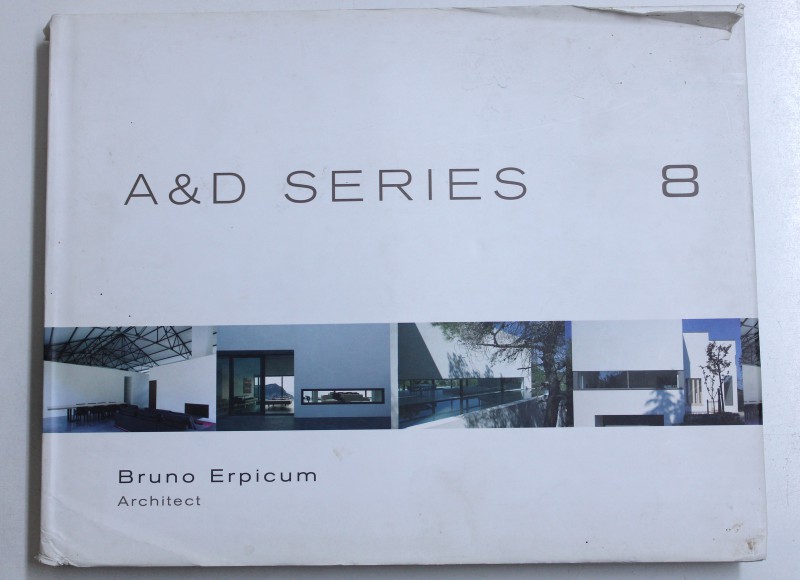 A&D SERIES 8
Bruno Erpicum
Architect